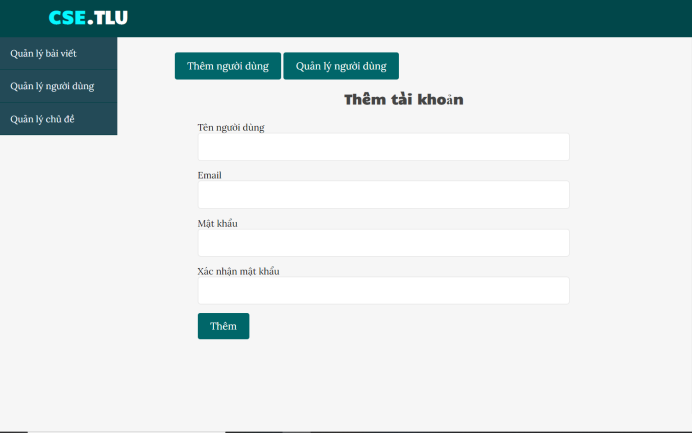 CSE.TLU
Quản lý bài viết
Quản lý người dùng
Quản lý chủ đề
Thêm người dùng
Quản lý người dùng
Thêm tài khoản
Tên người dùng
Email
Mật khẩu
Xác nhận mật khẩu
Thêm